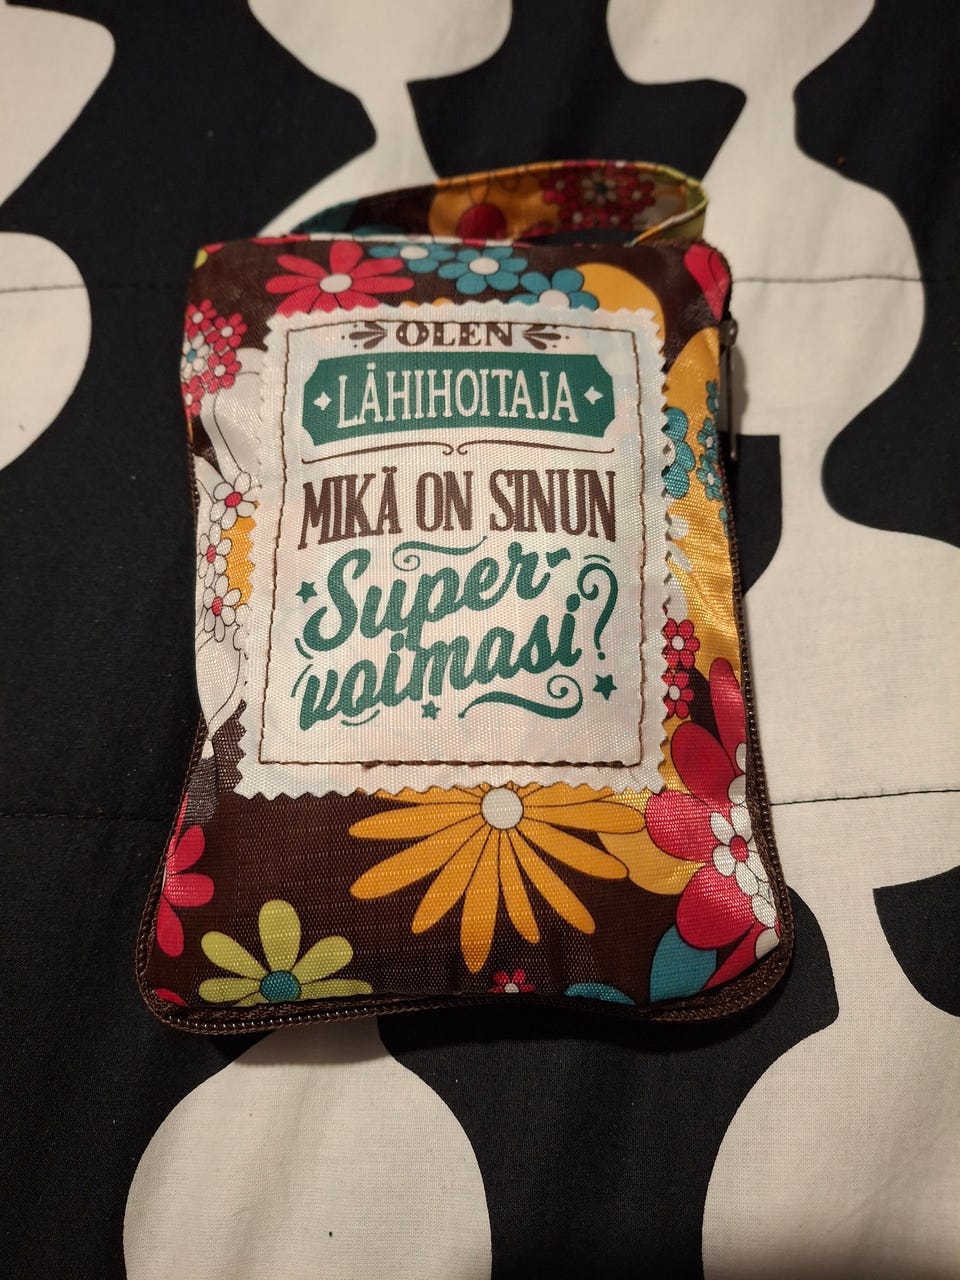 OLEN
LÄHIHOITAJA
MIKÄ ON SINUN
Super-
voimasi?